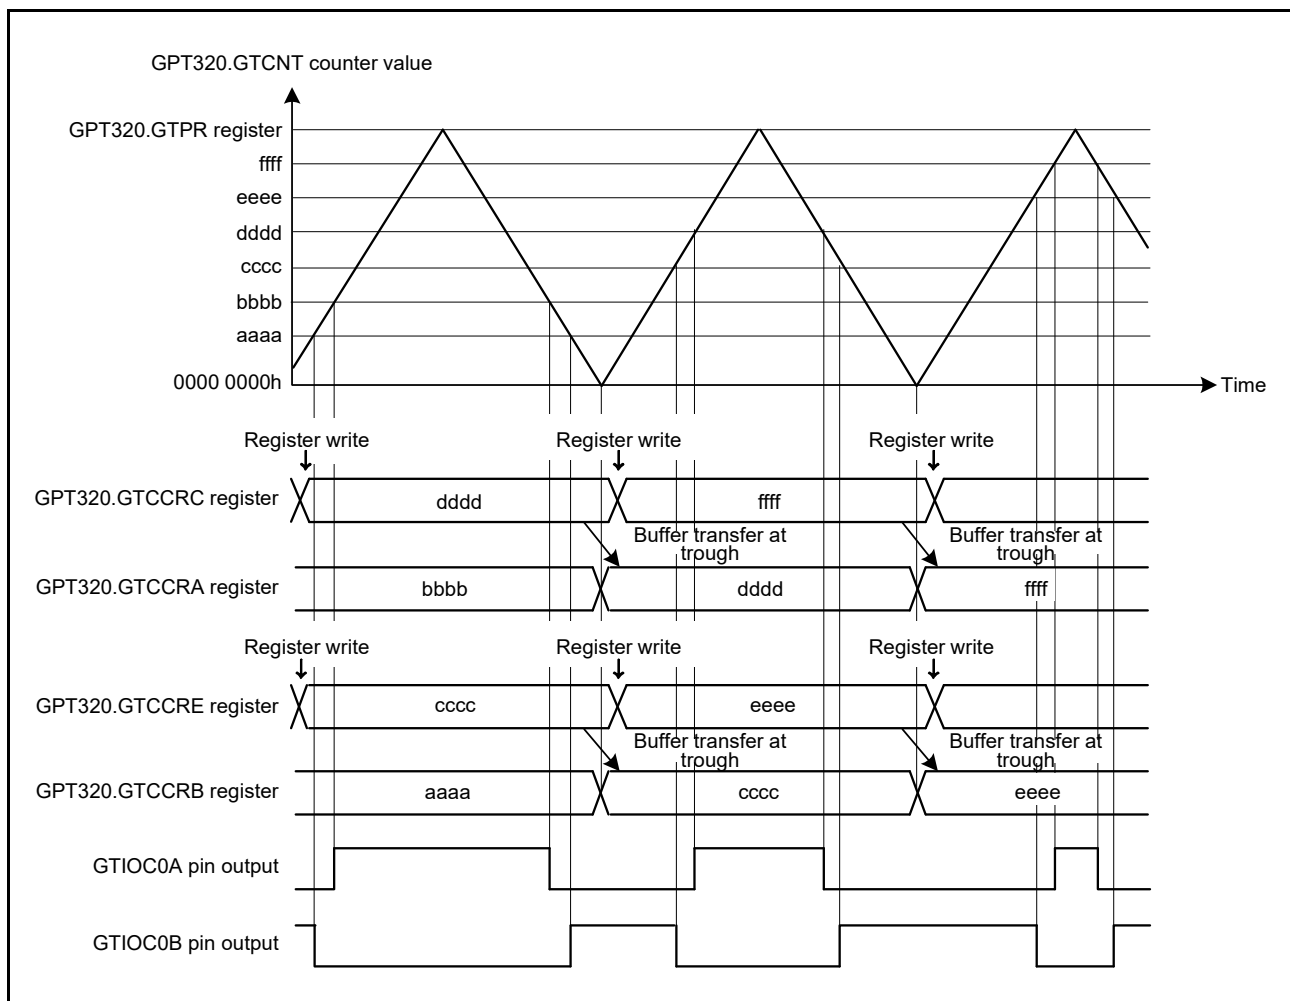 GPT320.GTCNT counter value
GPT320.GTPR register
ffff
eeee
dddd
cccc
bbbb
aaaa
0000 0000h
Time
Register write Register write Register write
GPT320.GTCCRC register dddd ffff
Buffer transfer at trough Buffer transfer at trough
GPT320.GTCCRA register bbbb dddd ffff
Register write Register write Register write
GPT320.GTCCRE register cccc eeee
Buffer transfer at trough Buffer transfer at trough
GPT320.GTCCRB register aaaa cccc eeee
GTIOC0A pin output
GTIOC0B pin output